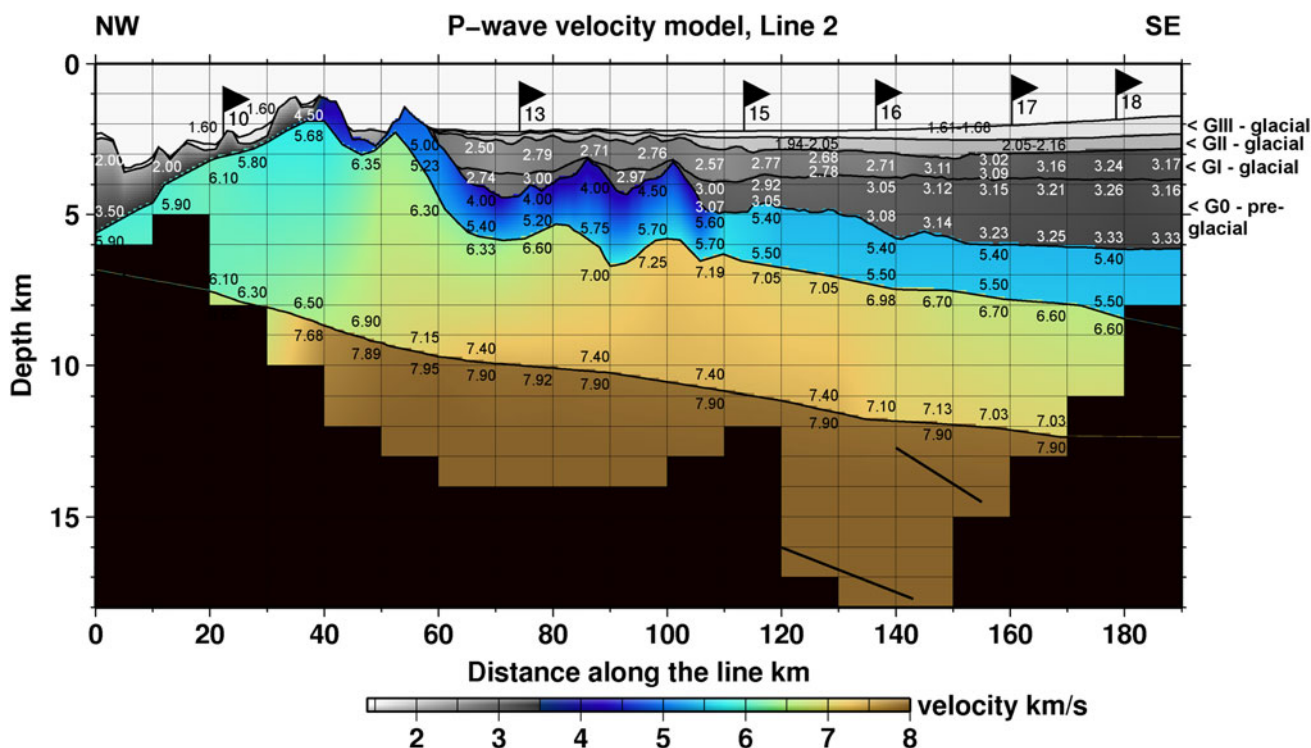 NW P-wave velocity model, Line 2 SE
0
5
10
15
Depth km
10
13
15
16
17
18
1.60 1.60 4.50
1.61-1.68
1.94-2.05 2.05-2.16
2.00 2.00 5.80 5.68 6.35 5.00 2.50 2.79 2.71 2.76 2.57 2.77 2.68 2.71 3.11 3.02 3.16 3.24 3.17
6.10 5.23 2.74 3.00 2.97 3.00 2.92 2.78 3.05 3.12 3.09 3.15 3.21 3.26 3.16
3.50 5.90 6.30 4.00 4.00 4.00 4.50 3.07 3.05 3.08 3.14 3.23 3.25 3.33 3.33
5.90 5.40 5.20 5.75 5.70 5.60 5.40 5.40 5.40 5.40
6.33 6.60 7.00 7.25 5.70 7.19 5.50 7.05 5.50 5.50 5.50
6.10 6.30 6.50 7.05 6.98 6.70 6.70 6.60 6.60
7.68 6.90 7.15 7.40 7.40 7.40 7.40 7.10 7.13 7.03 7.03
7.89 7.95 7.90 7.92 7.90 7.90 7.90 7.90 7.90
< GIII - glacial
< GII - glacial
< GI - glacial
< G0 - pre-
glacial
0 20 40 60 80 100 120 140 160 180
Distance along the line km
velocity km/s
2 3 4 5 6 7 8